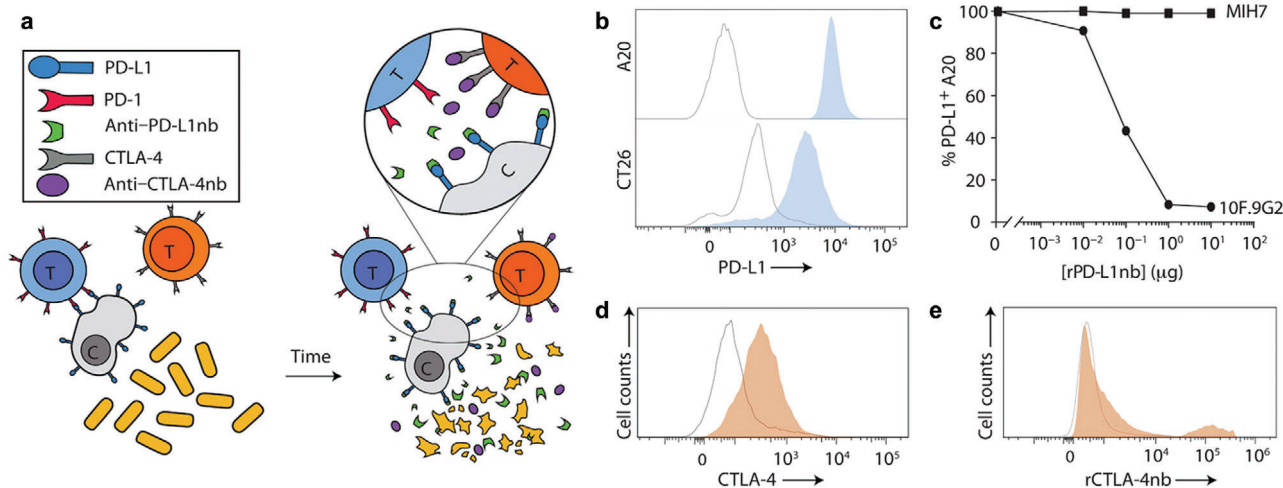 a
PD-L1
PD-1
Anti–PD-L1nb
CTLA-4
Anti–CTLA-4nb
T
T
C
Time
T
T
C
T
T
C
b
A20
CT26
0 10³ 10⁴ 10⁵
PD-L1
c
% PD-L1⁺ A20
100
80
60
40
20
0
MIH7
10F.9G2
0 10⁻³ 10⁻² 10⁻¹ 10⁰ 10¹ 10²
[rPD-L1nb] (μg)
d
Cell counts
0 10³ 10⁴ 10⁵
CTLA-4
e
Cell counts
0 10⁴ 10⁵ 10⁶
rCTLA-4nb